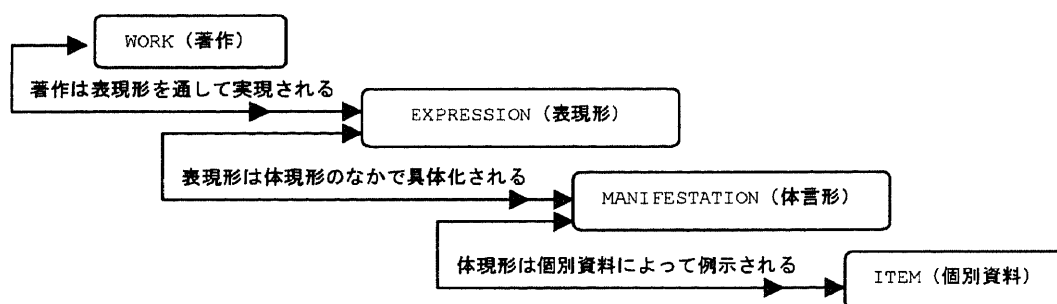 WORK (著作)
著作は表現形を通して実現される
EXPRESSION (表現形)
表現形は体現形のなかで具体化される
MANIFESTATION (体言形)
体現形は個別資料によって例示される
ITEM (個別資料)